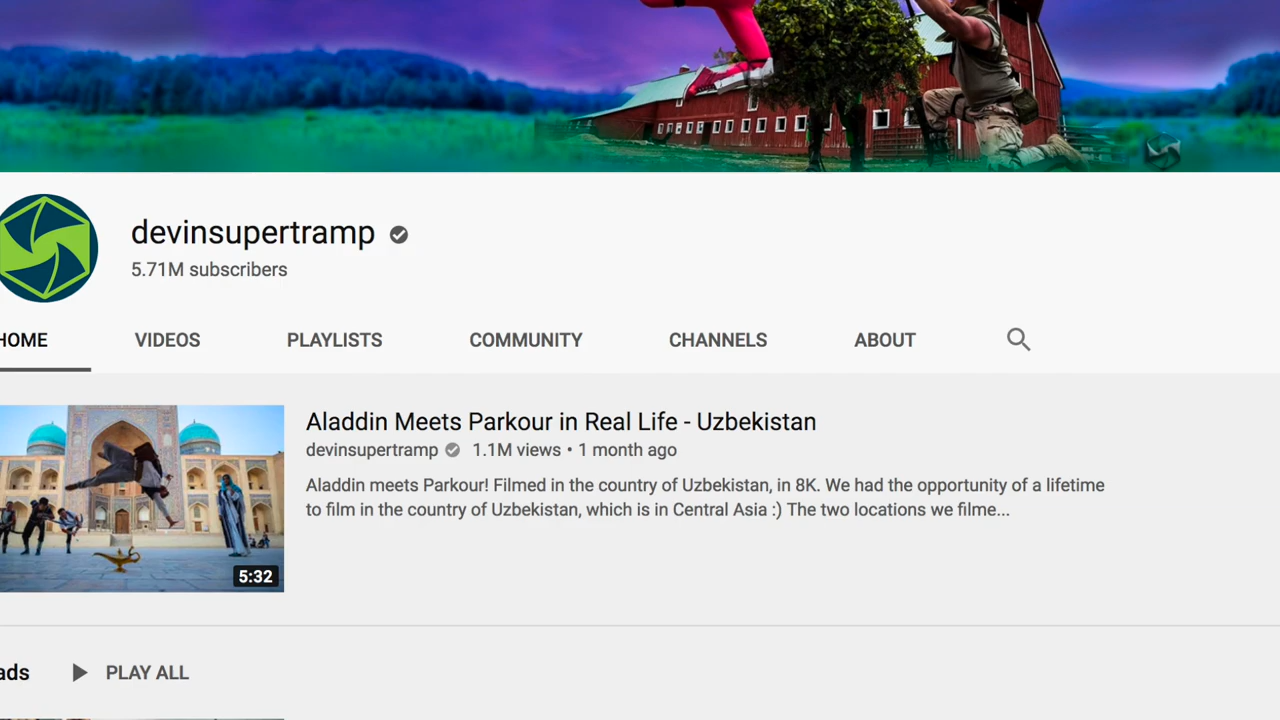 devinsupertramp
5.71M subscribers
HOME VIDEOS PLAYLISTS COMMUNITY CHANNELS ABOUT
Aladdin Meets Parkour in Real Life - Uzbekistan
devinsupertramp 1.1M views • 1 month ago
Aladdin meets Parkour! Filmed in the country of Uzbekistan, in 8K. We had the opportunity of a lifetime
to film in the country of Uzbekistan, which is in Central Asia :) The two locations we filme...
5:32
ads PLAY ALL